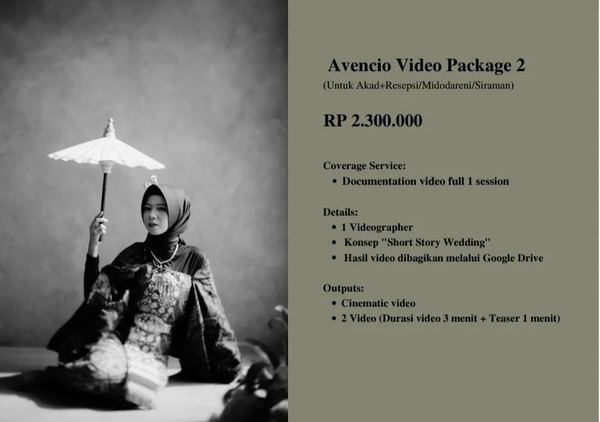 Avencio Video Package 2
(Untuk Akad+Resepsi/Midodareni/Siraman)
RP 2.300.000
Coverage Service:
• Documentation video full 1 session
Details:
• 1 Videographer
• Konsep "Short Story Wedding"
• Hasil video dibagikan melalui Google Drive
Outputs:
• Cinematic video
• 2 Video (Durasi video 3 menit + Teaser 1 menit)